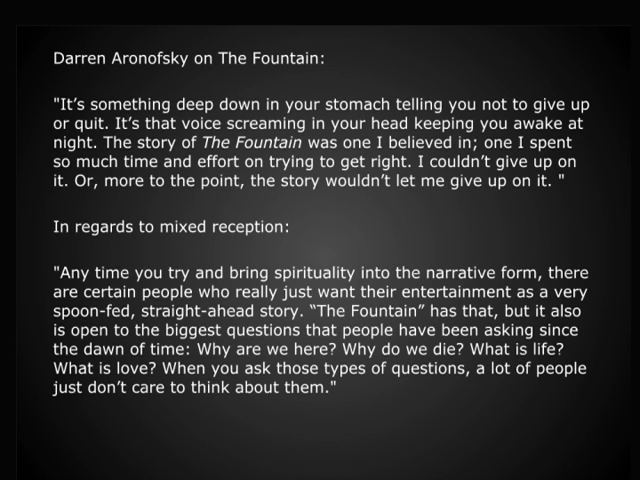 Darren Aronofsky on The Fountain:
"It's something deep down in your stomach telling you not to give up
or quit. It's that voice screaming in your head keeping you awake at
night. The story of The Fountain was one I believed in; one I spent
so much time and effort on trying to get right. I couldn't give up on
it. Or, more to the point, the story wouldn't let me give up on it. "
In regards to mixed reception:
"Any time you try and bring spirituality into the narrative form, there
are certain people who really just want their entertainment as a very
spoon-fed, straight-ahead story. “The Fountain” has that, but it also
is open to the biggest questions that people have been asking since
the dawn of time: Why are we here? Why do we die? What is life?
What is love? When you ask those types of questions, a lot of people
just don't care to think about them."